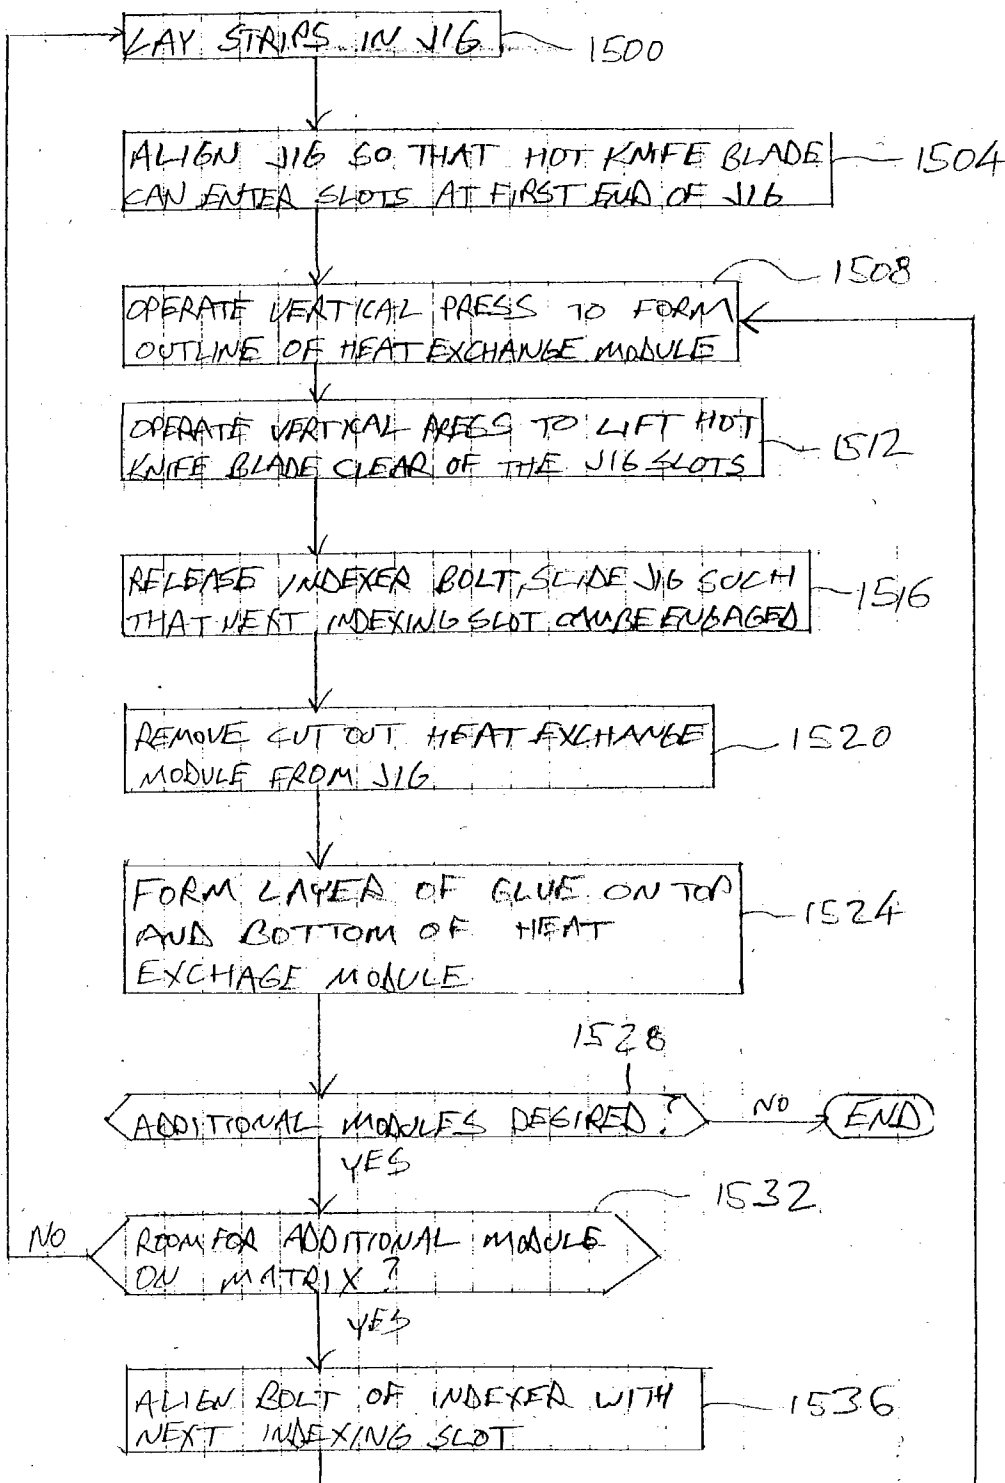 LAY STRIPS IN JIG
1500
ALIGN JIG SO THAT HOT KNIFE BLADE
CAN ENTER SLOTS AT FIRST END OF JIG
1504
1508
OPERATE VERTICAL PRESS TO FORM
OUTLINE OF HEAT EXCHANGE MODULE
OPERATE VERTICAL PRESS TO LIFT HOT
KNIFE BLADE CLEAR OF THE JIG SLOTS
1512
RELEASE INDEXER BOLT, SLIDE JIG SUCH
THAT NEXT INDEXING SLOT CAN BE ENGAGED
1516
REMOVE CUT OUT HEAT EXCHANGE
MODULE FROM JIG
1520
FORM LAYER OF GLUE ON TOP
AND BOTTOM OF HEAT
EXCHAGE MODULE
1524
1528
ADDITIONAL MODULES DESIRED?
NO
END
YES
1532
NO
ROOM FOR ADDITIONAL MODULE
ON MATRIX?
YES
ALIGN BOLT OF INDEXER WITH
NEXT INDEXING SLOT
1536